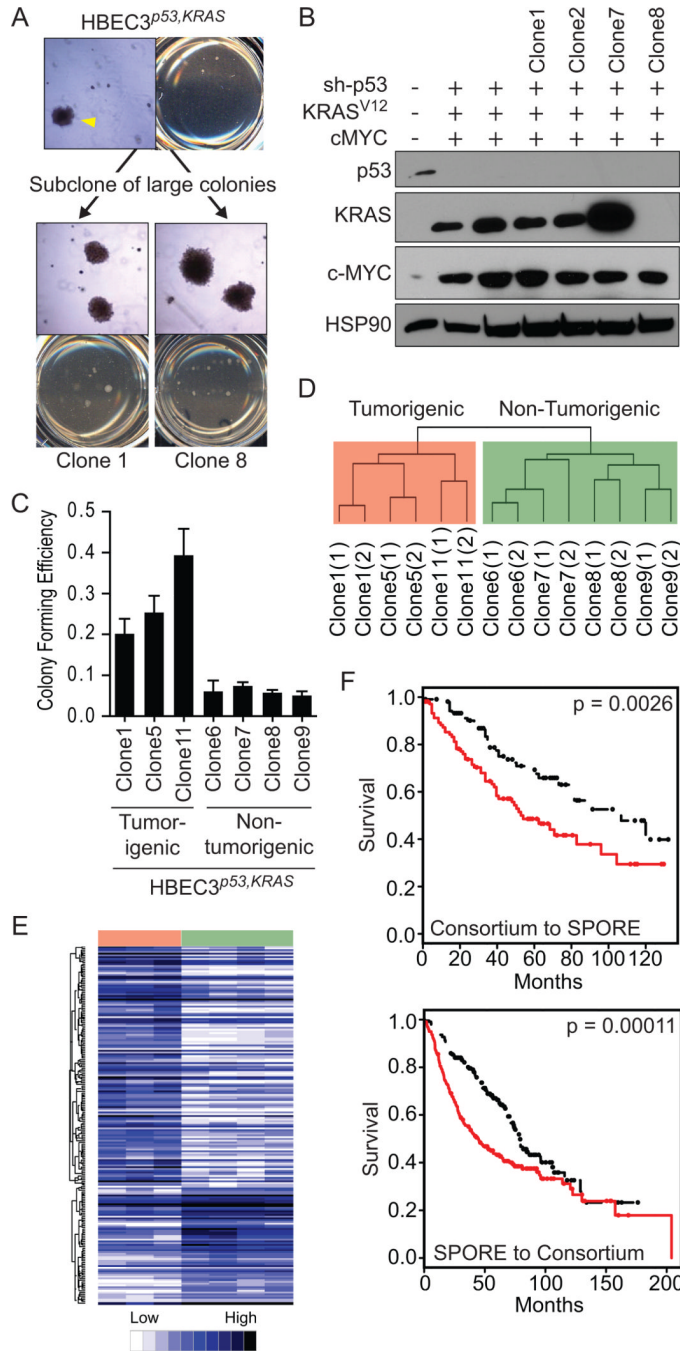 A
HBEC3p53,KRAS
Subclone of large colonies
Clone 1 Clone 8
B
Clone1 Clone2 Clone7 Clone8
sh-p53 - + + + + + +
KRASV12 - + + + + + +
cMYC - + + + + + +
p53
KRAS
c-MYC
HSP90
C
Colony Forming Efficiency
0.5
0.4
0.3
0.2
0.1
0.0
Clone1 Clone5 Clone11 Clone6 Clone7 Clone8 Clone9
Tumor- Non-
igenic tumorigenic
HBEC3p53,KRAS
D
Tumorigenic Non-Tumorigenic
Clone1(1) Clone1(2) Clone5(1) Clone5(2) Clone11(1) Clone11(2) Clone6(1) Clone6(2) Clone7(1) Clone7(2) Clone8(1) Clone8(2) Clone9(1) Clone9(2)
E
Low High
F
p = 0.0026
Survival
1.0
0.8
0.6
0.4
0.2
0.0
Consortium to SPORE
0 20 40 60 80 100 120
Months
p = 0.00011
Survival
1.0
0.8
0.6
0.4
0.2
0.0
SPORE to Consortium
0 50 100 150 200
Months